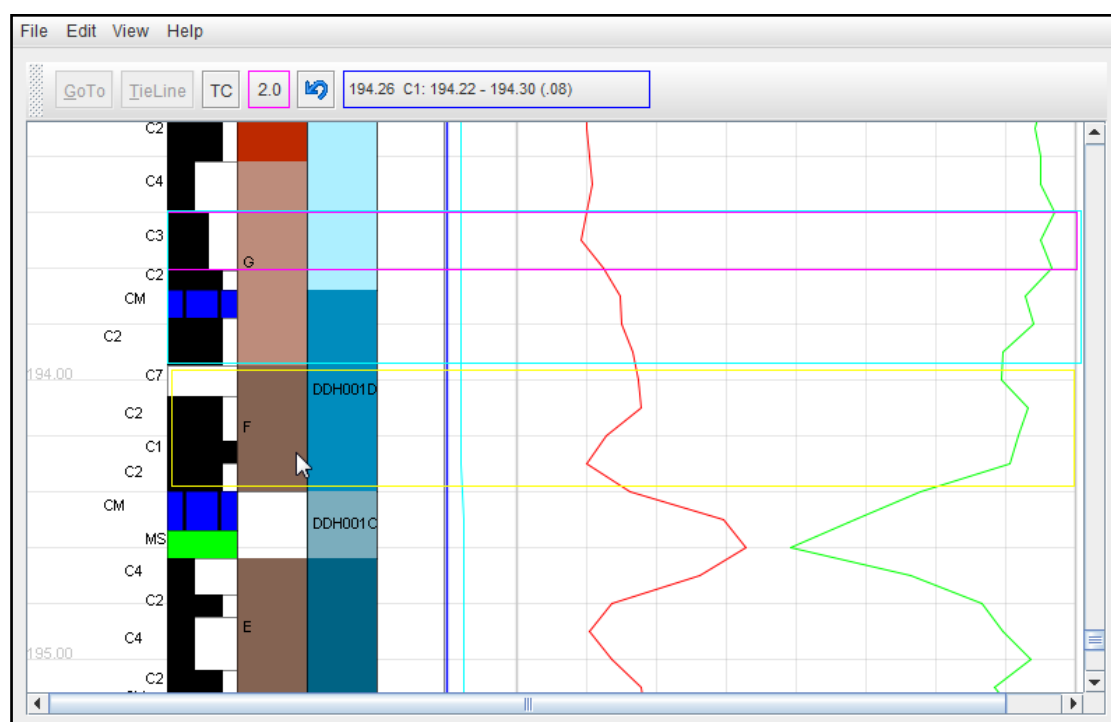 File Edit View Help
GoTo TieLine TC 2.0 194.26 C1: 194.22 - 194.30 (.08)
C2
C4
C3
G
C2
CM
C2
194.00 C7
DDH001D
C2
F
C1
C2
CM
DDH001C
MS
C4
C2
E
C4
195.00
C2